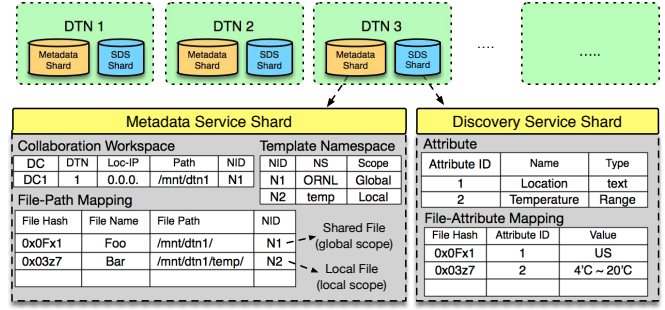 DTN 1
Metadata Shard
SDS Shard
DTN 2
Metadata Shard
SDS Shard
DTN 3
Metadata Shard
SDS Shard
....
.....
Metadata Service Shard
Collaboration Workspace
DC DTN Loc-IP Path NID
DC1 1 0.0.0. /mnt/dtn1 N1
Template Namespace
NID NS Scope
N1 ORNL Global
N2 temp Local
File-Path Mapping
File Hash File Name File Path NID
0x0Fx1 Foo /mnt/dtn1/ N1
0x03z7 Bar /mnt/dtn1/temp/ N2
Shared File
(global scope)
Local File
(local scope)
Discovery Service Shard
Attribute
Attribute ID Name Type
1 Location text
2 Temperature Range
File-Attribute Mapping
File Hash Attribute ID Value
0x0Fx1 1 US
0x03z7 2 4℃ ~ 20℃